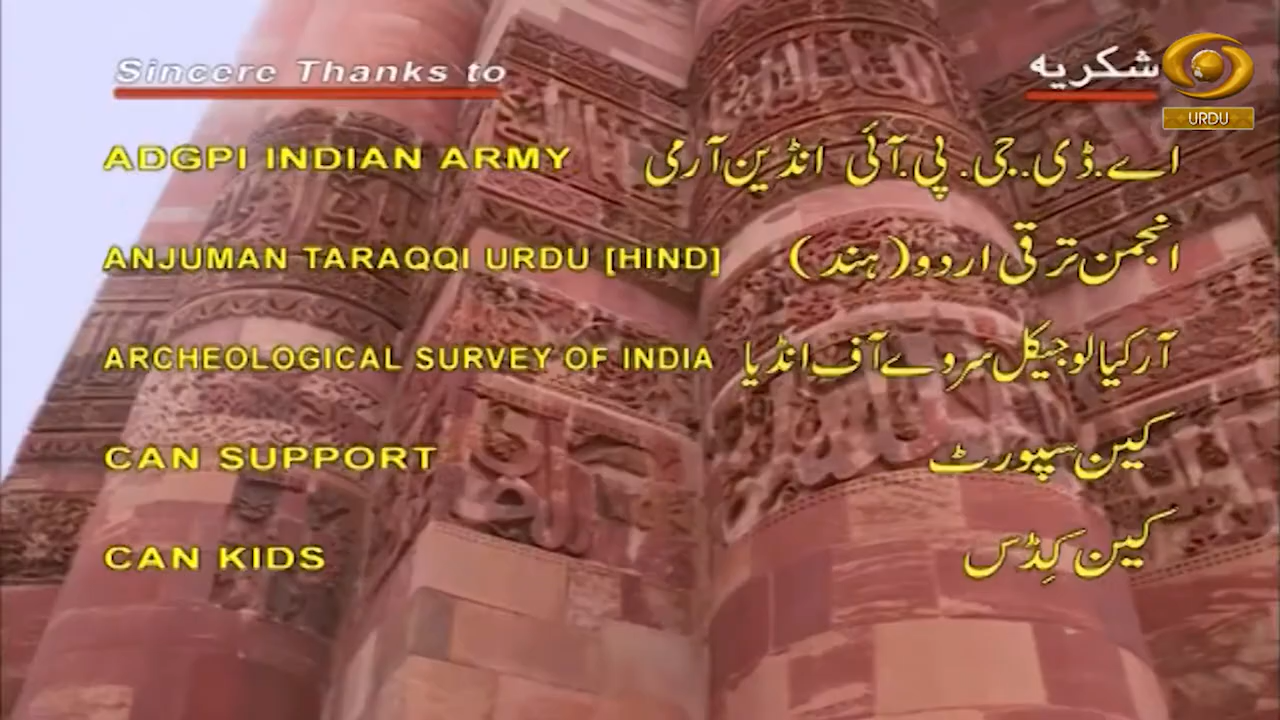 Sincere Thanks to شکریہ
URDU
ADGPI INDIAN ARMY اے.ڈی.جی.پی.آئی انڈین آرمی
ANJUMAN TARAQQI URDU [HIND] انجمن ترقی اردو (ہند)
ARCHEOLOGICAL SURVEY OF INDIA آرکیالوجیکل سروے آف انڈیا
CAN SUPPORT کین سپورٹ
CAN KIDS کین کِڈس